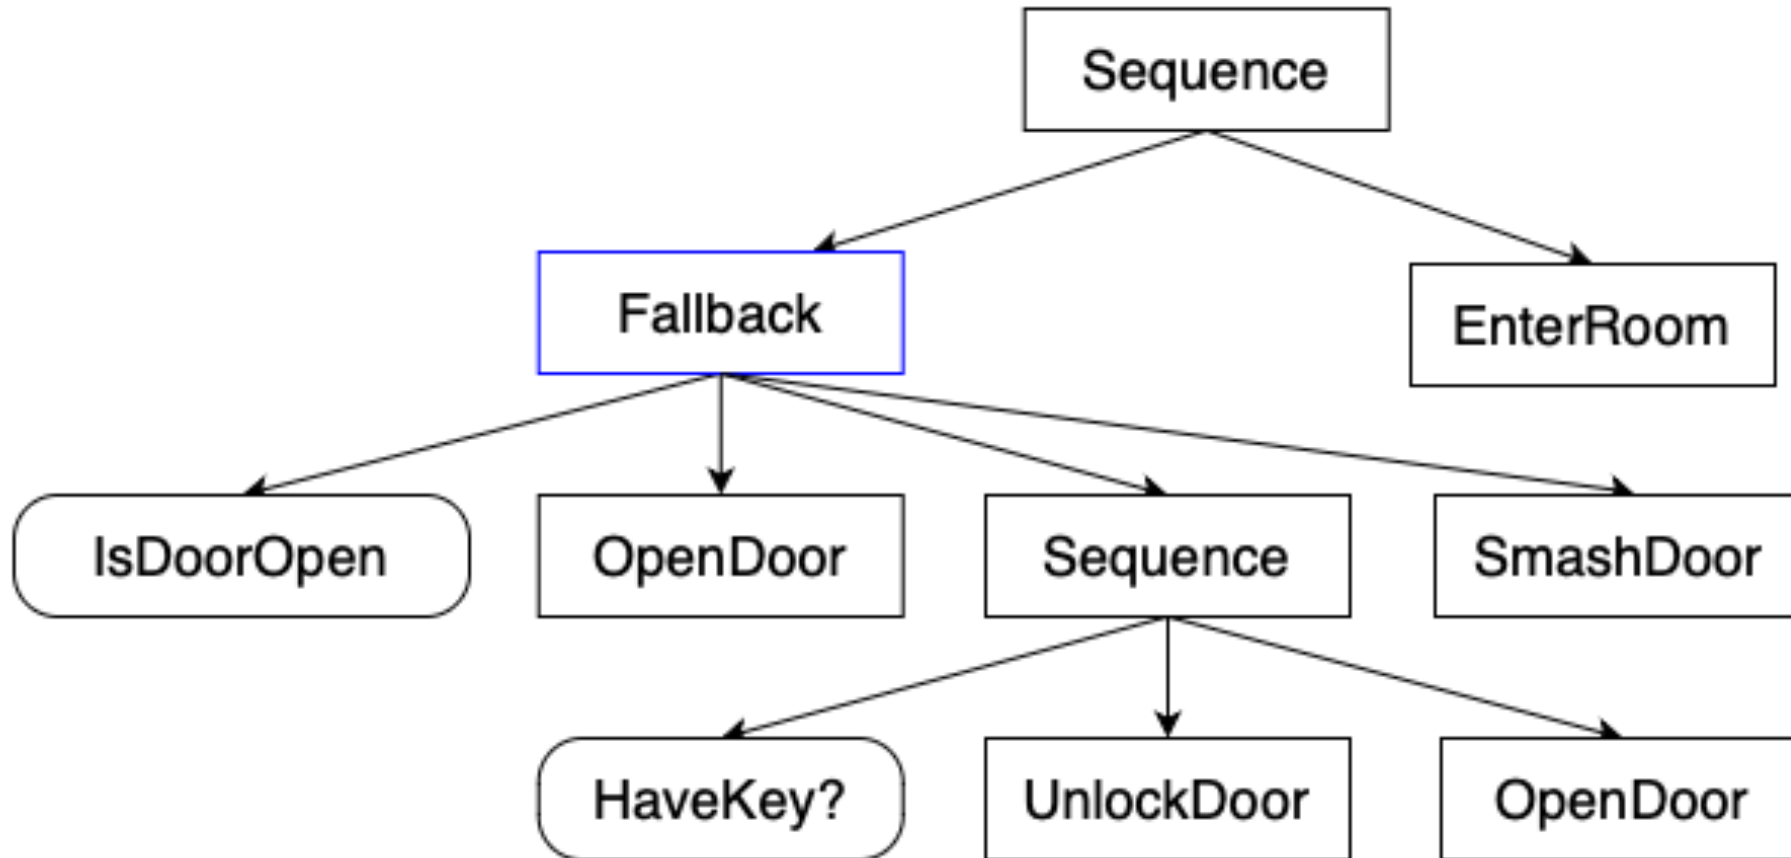 Sequence
Fallback
EnterRoom
IsDoorOpen
OpenDoor
Sequence
SmashDoor
HaveKey?
UnlockDoor
OpenDoor